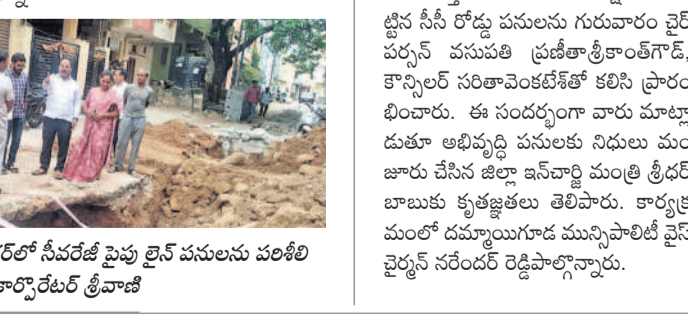 ర్‌లో సీవరేజీ పైపు లైన్ పనులను పరిశీలి
కార్పొరేటర్ శ్రీవాణి
ట్టిన సీసీ రోడ్డు పనులను గురువారం చైర్
పర్సన్ వసుపతి ప్రణీతాశ్రీకాంత్‌గౌడ్,
కౌన్సిలర్ సరితావెంకటేశ్‌తో కలిసి ప్రారం
భించారు. ఈ సందర్భంగా వారు మాట్లా
డుతూ అభివృద్ధి పనులకు నిధులు మం
జూరు చేసిన జిల్లా ఇన్‌చార్జి మంత్రి శ్రీధర్
బాబుకు కృతజ్ఞతలు తెలిపారు. కార్యక్ర
మంలో దమ్మాయిగూడ మున్సిపాలిటీ వైస్
చైర్మన్ నరేందర్ రెడ్డిపాల్గొన్నారు.